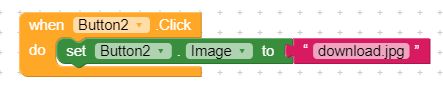 when Button2 .Click
do set Button2 . Image to “ download.jpg ”